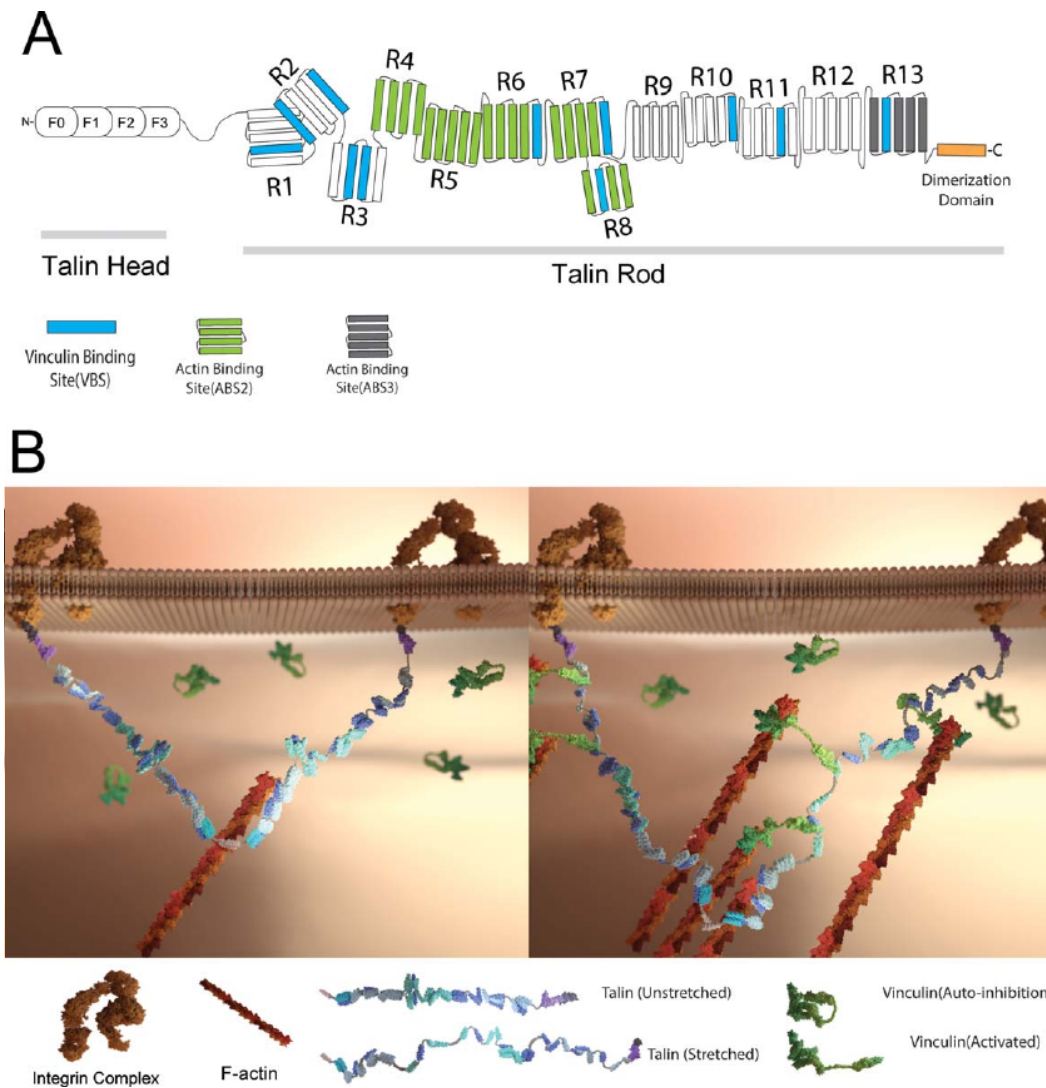 A
R2
R4
R6
R7
R9
R10
R11
R12
R13
N-
F0
F1
F2
F3
R1
R3
R5
R8
-C
Dimerization
Domain
Talin Head
Talin Rod
Vinculin Binding
Site(VBS)
Actin Binding
Site(ABS2)
Actin Binding
Site(ABS3)
B
Integrin Complex
F-actin
Talin (Unstretched)
Talin (Stretched)
Vinculin(Auto-inhibition
Vinculin(Activated)